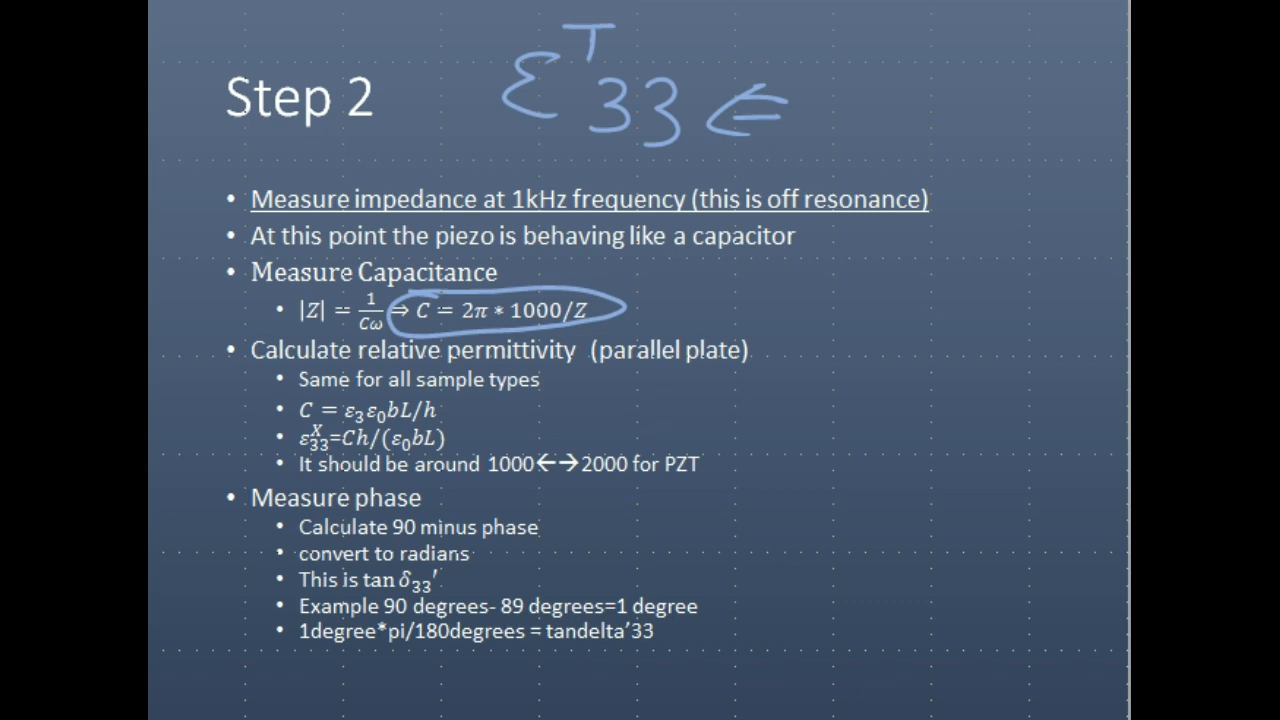 Step 2
εᵀ₃₃ ⇐
• Measure impedance at 1kHz frequency (this is off resonance)
• At this point the piezo is behaving like a capacitor
• Measure Capacitance
• |Z| = 1/Cω ⇒ C = 2π * 1000/Z
• Calculate relative permittivity (parallel plate)
• Same for all sample types
• C = ε₃ε₀bL/h
• ε₃₃ˣ=Ch/(ε₀bL)
• It should be around 1000←→2000 for PZT
• Measure phase
• Calculate 90 minus phase
• convert to radians
• This is tan δ₃₃′
• Example 90 degrees- 89 degrees=1 degree
• 1degree*pi/180degrees = tandelta’33